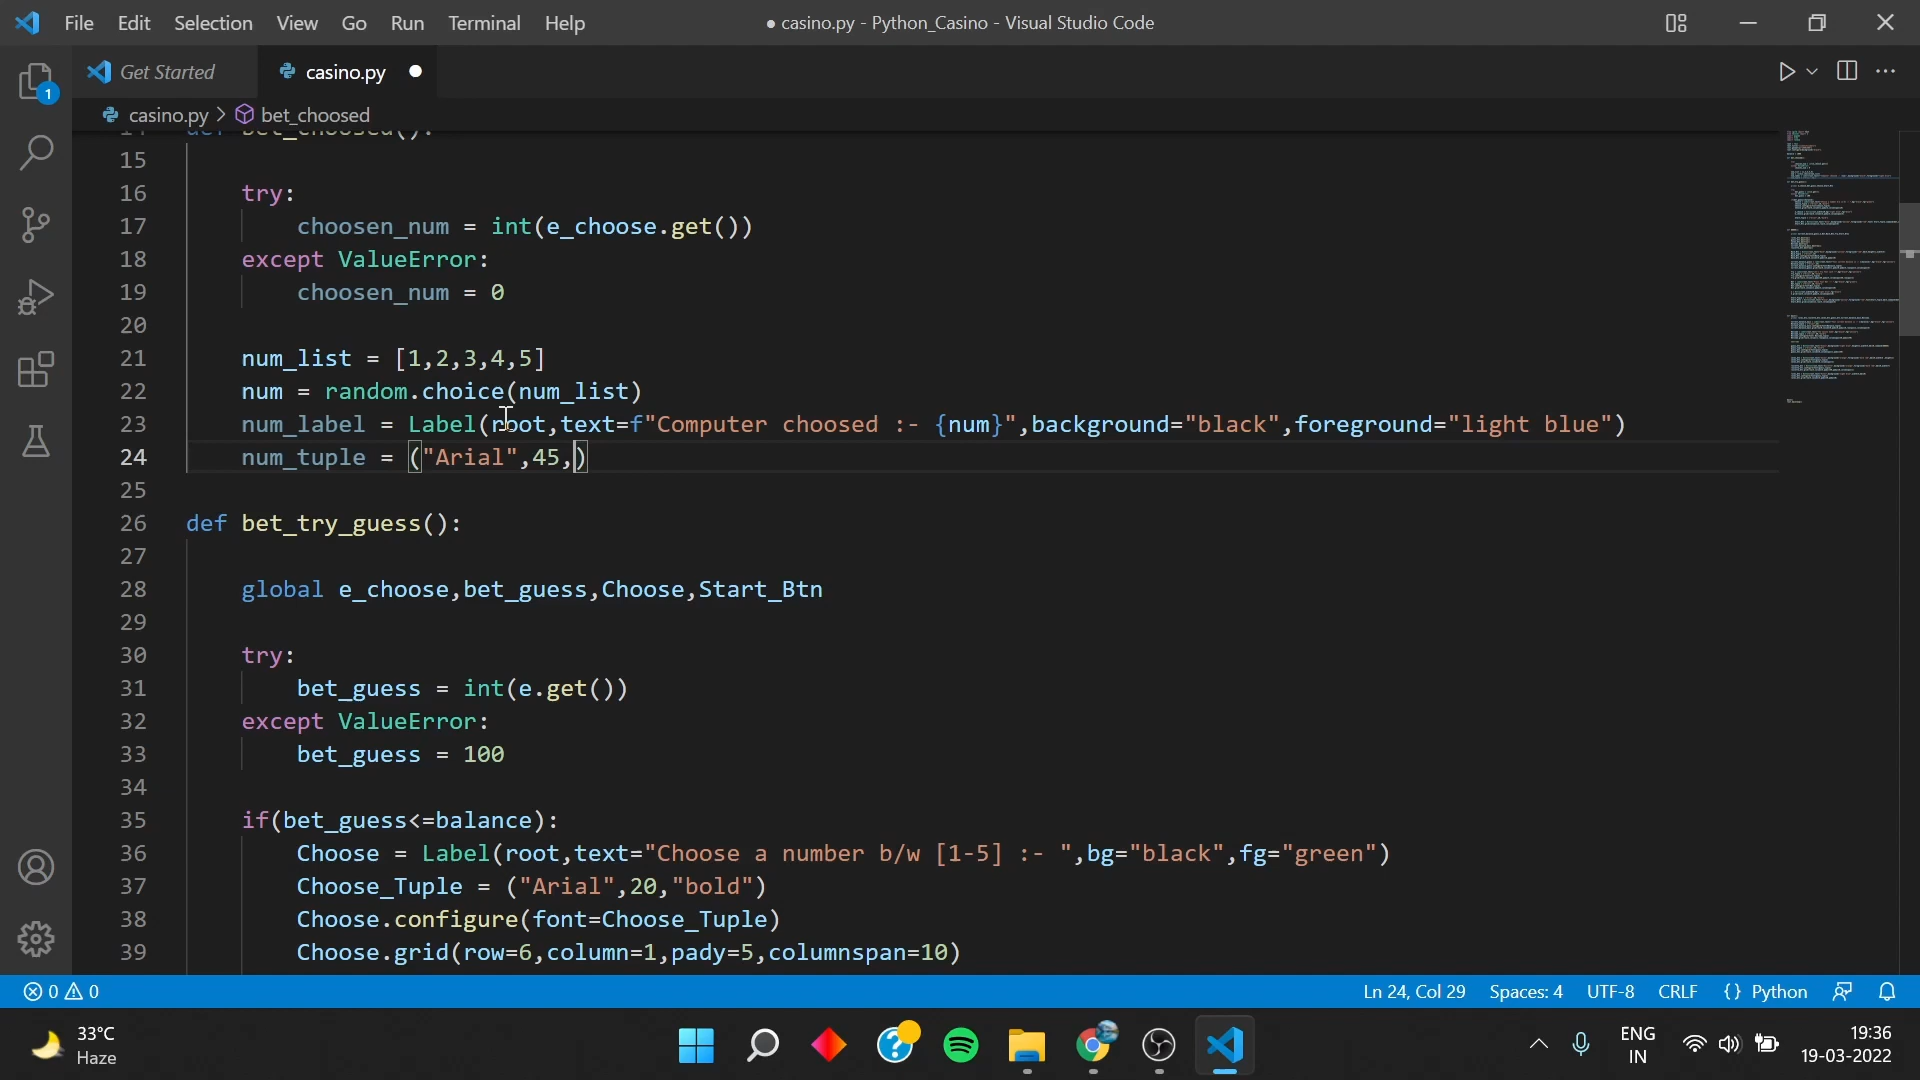 File Edit Selection View Go Run Terminal Help
● casino.py - Python_Casino - Visual Studio Code
Get Started
casino.py ●
casino.py > bet_choosed
14 def bet_choosed():
15
16 try:
17 choosen_num = int(e_choose.get())
18 except ValueError:
19 choosen_num = 0
20
21 num_list = [1,2,3,4,5]
22 num = random.choice(num_list)
23 num_label = Label(root,text=f"Computer choosed :- {num}",background="black",foreground="light blue")
24 num_tuple = ("Arial",45,)
25
26 def bet_try_guess():
27
28 global e_choose,bet_guess,Choose,Start_Btn
29
30 try:
31 bet_guess = int(e.get())
32 except ValueError:
33 bet_guess = 100
34
35 if(bet_guess<=balance):
36 Choose = Label(root,text="Choose a number b/w [1-5] :- ",bg="black",fg="green")
37 Choose_Tuple = ("Arial",20,"bold")
38 Choose.configure(font=Choose_Tuple)
39 Choose.grid(row=6,column=1,pady=5,columnspan=10)
1
0 0
Ln 24, Col 29 Spaces: 4 UTF-8 CRLF {} Python
33°C
Haze
ENG
IN
19:36
19-03-2022